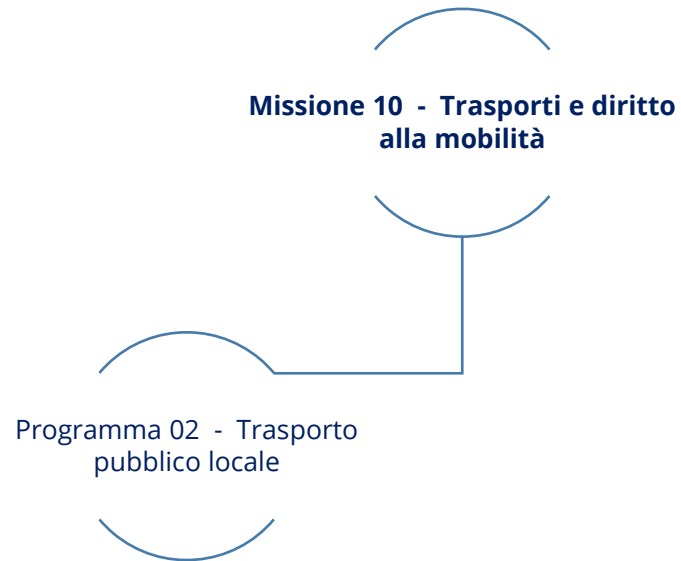 Missione 10 - Trasporti e diritto
alla mobilità
Programma 02 - Trasporto
pubblico locale